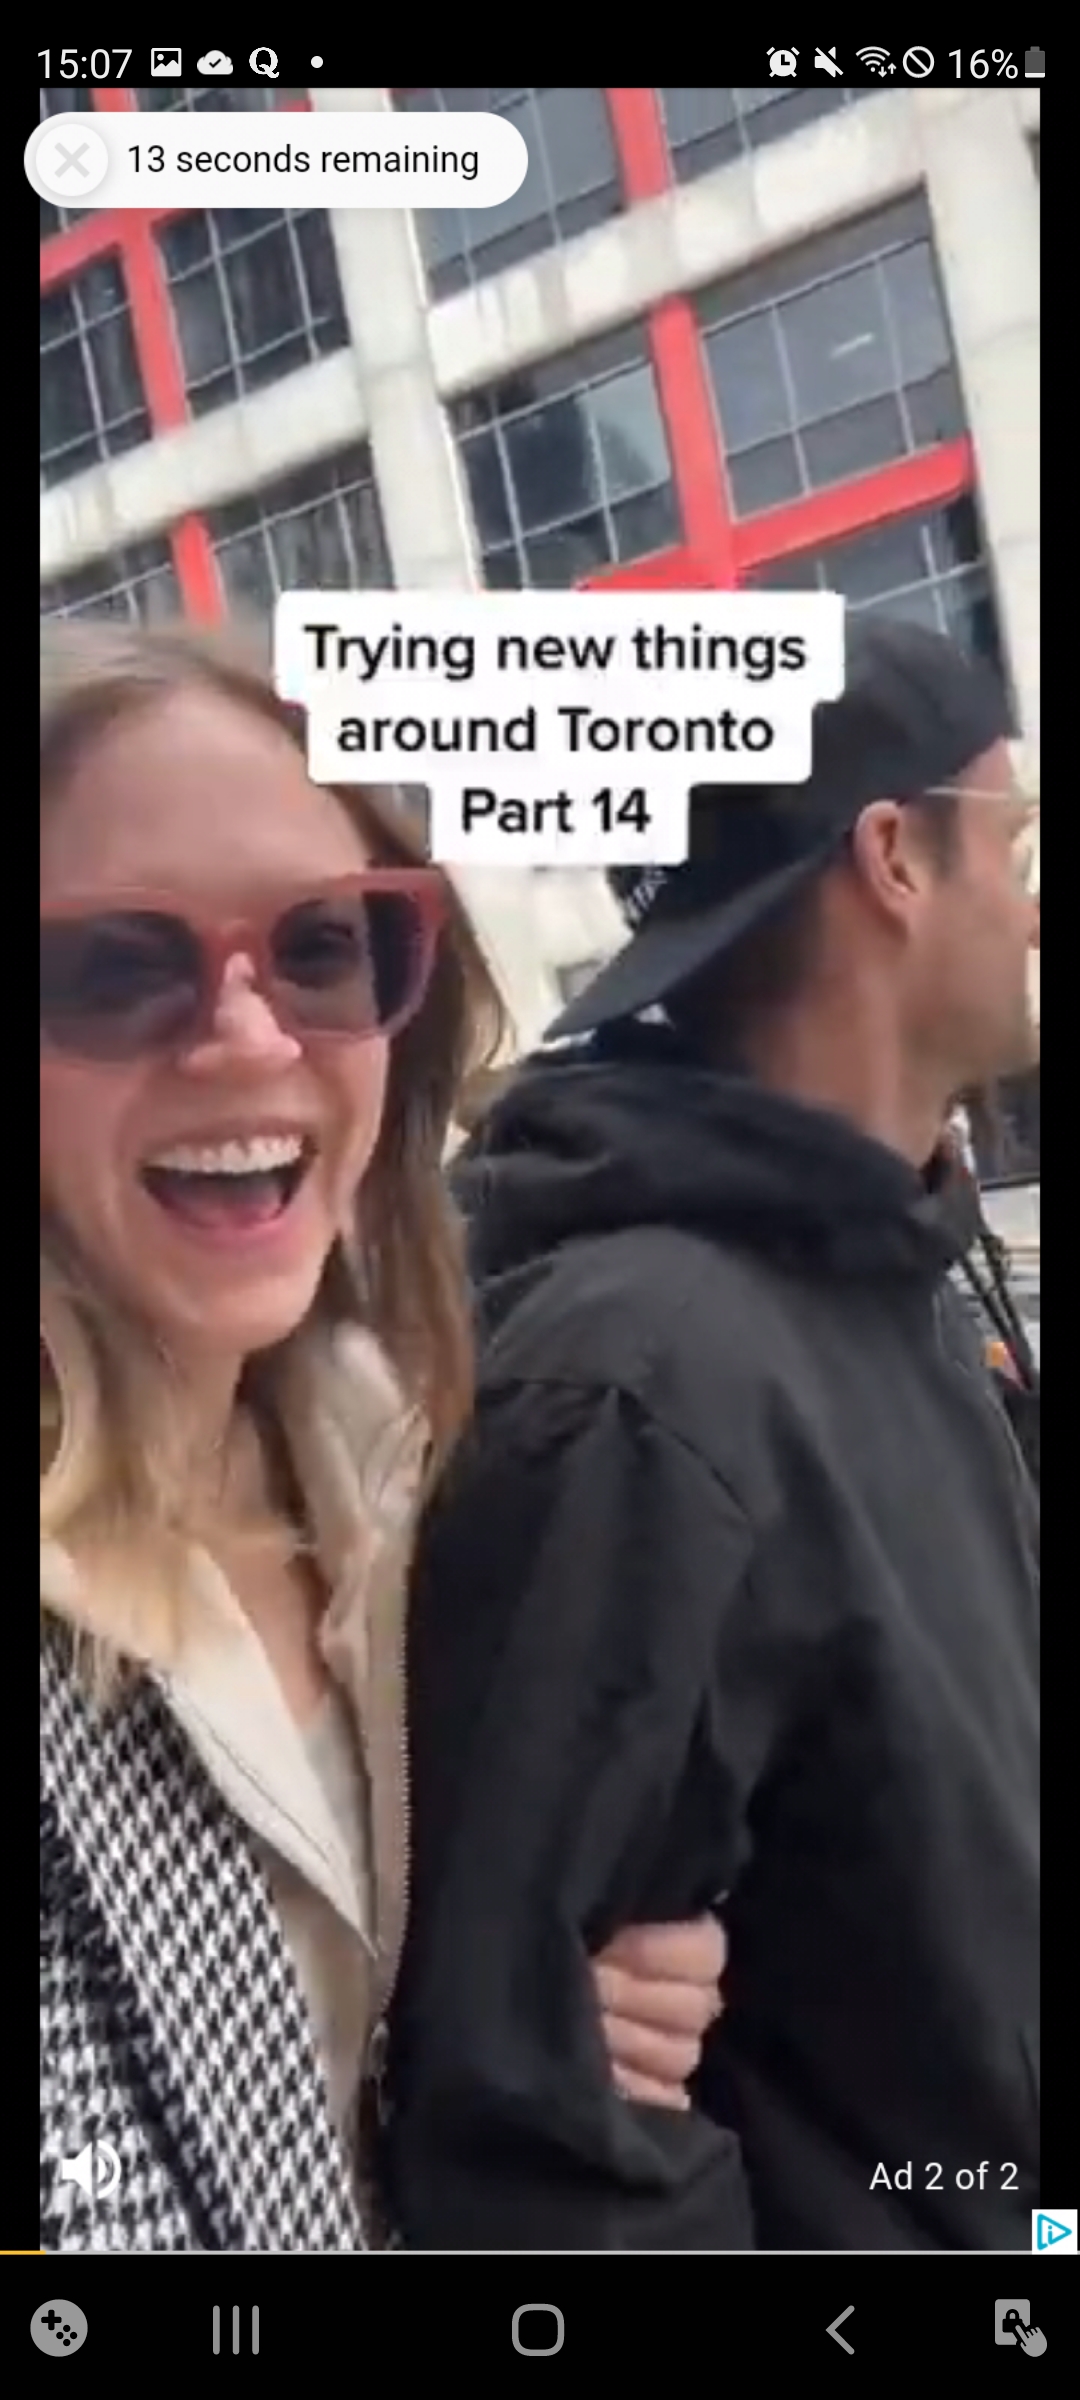 15:07
16%
13 seconds remaining
Trying new things
around Toronto
Part 14
Ad 2 of 2